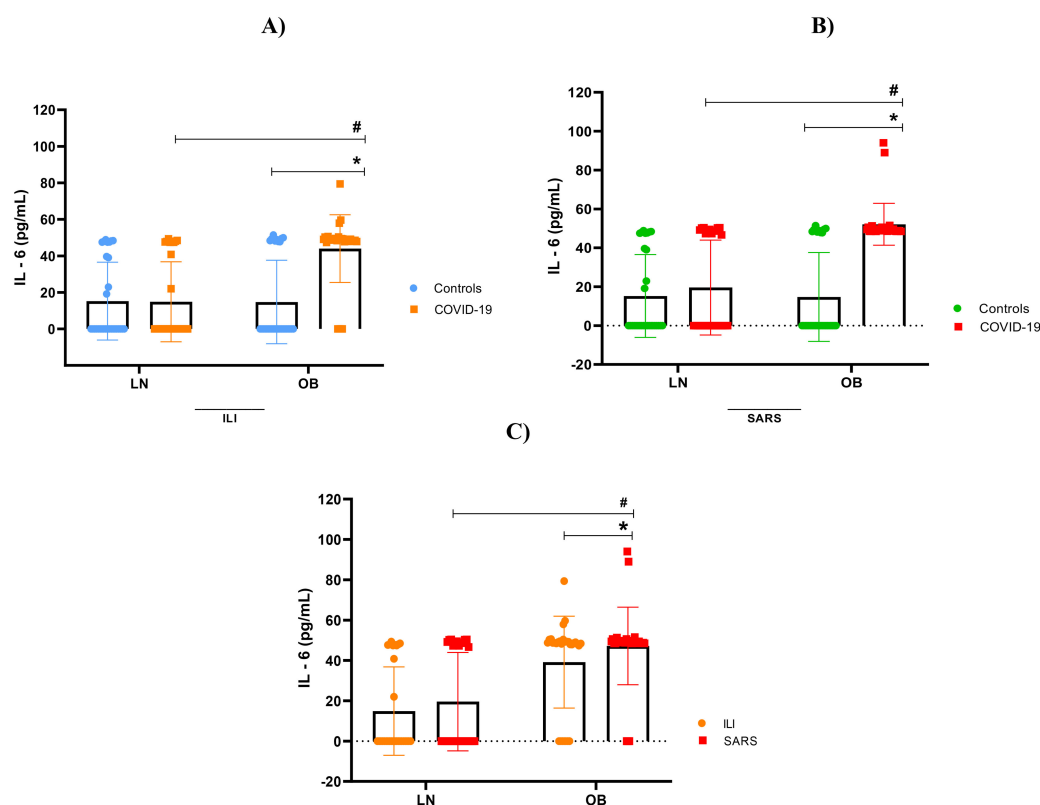 A)
#
*
120
100
80
60
40
20
0
IL - 6 (pg/mL)
Controls
COVID-19
LN
OB
ILI
B)
#
*
120
100
80
60
40
20
0
-20
IL - 6 (pg/mL)
Controls
COVID-19
LN
OB
SARS
C)
#
*
120
100
80
60
40
20
0
-20
IL - 6 (pg/mL)
ILI
SARS
LN
OB